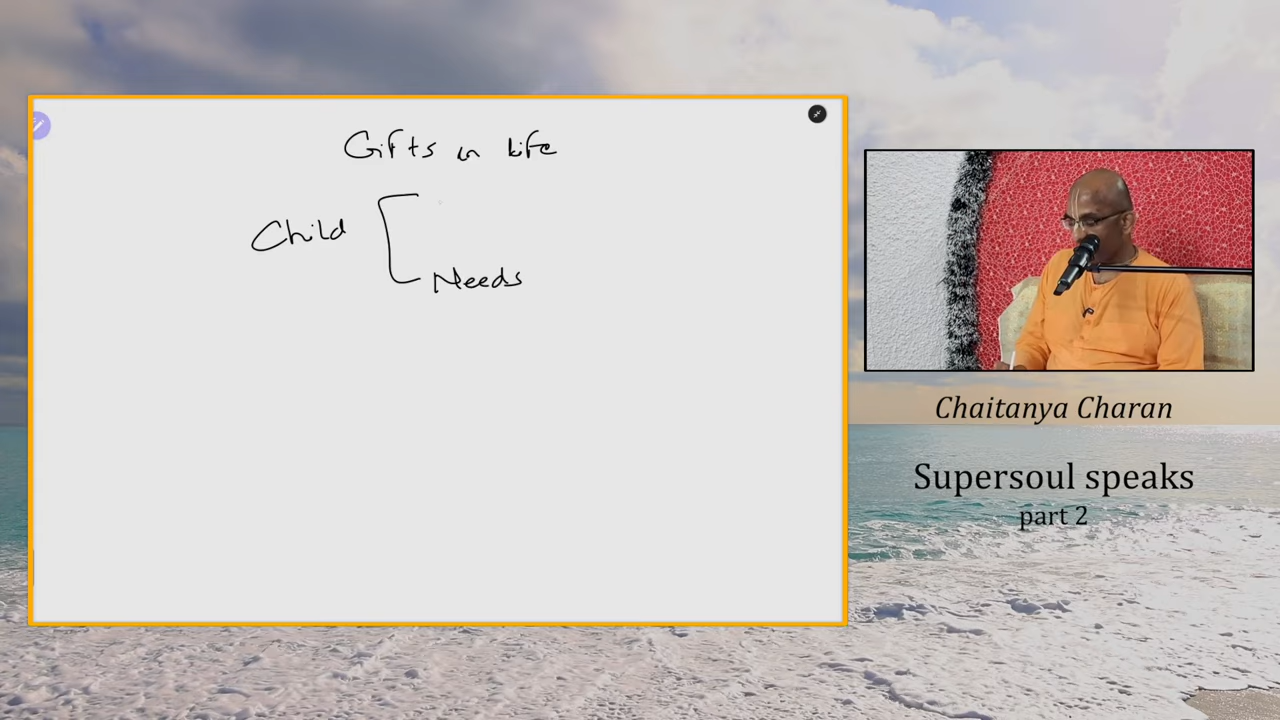 Gifts in life
Child
Needs
Chaitanya Charan
Supersoul speaks
part 2